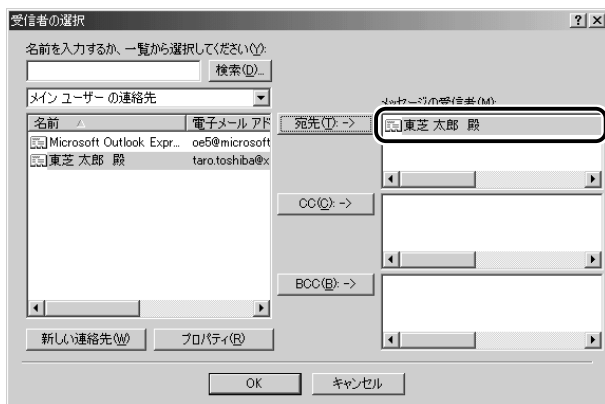 受信者の選択
名前を入力するか、一覧から選択してください(Y):
検索(D)...
メイン ユーザー の連絡先
メッセージの受信者(M):
名前 電子メール アド
Microsoft Outlook Expr... oe5@microsoft
東芝 太郎 殿 taro.toshiba@x
宛先(T): ->
東芝 太郎 殿
CC(C): ->
BCC(B): ->
新しい連絡先(W) プロパティ(R)
OK キャンセル